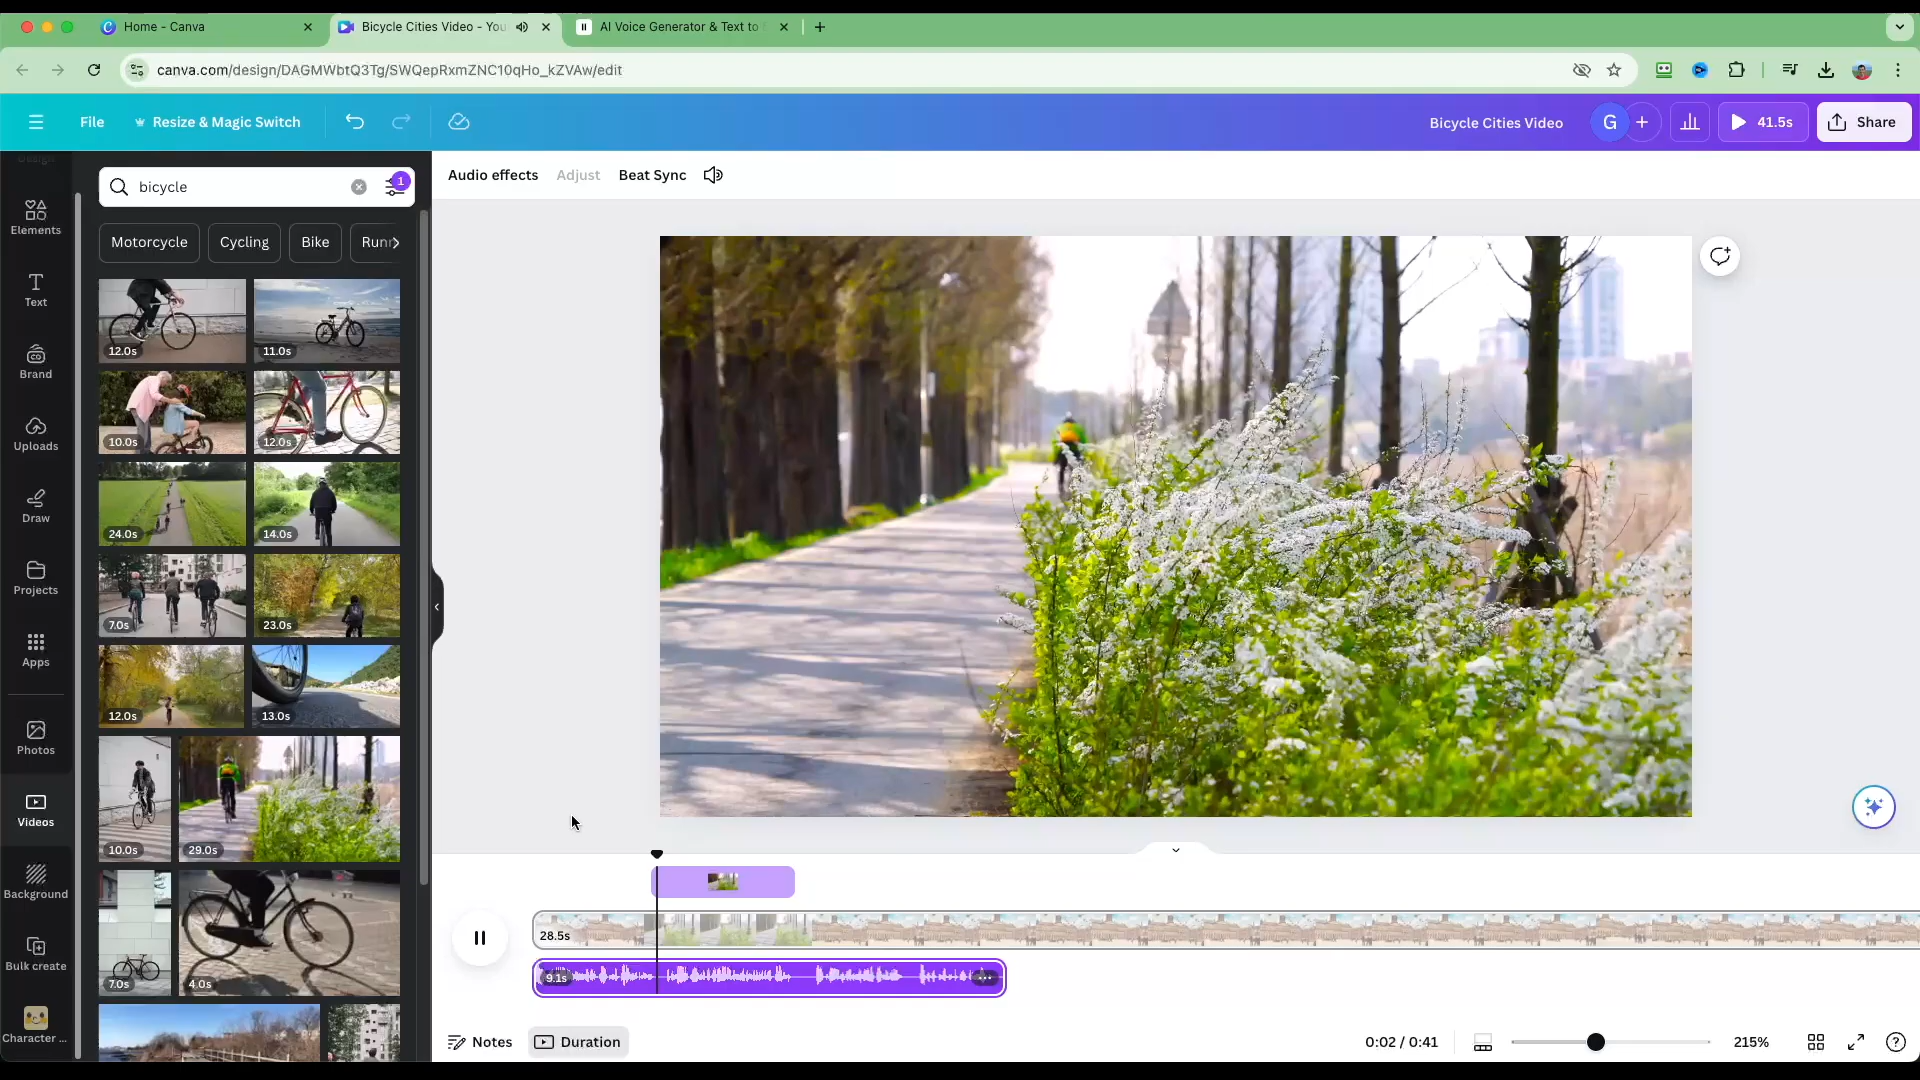 Home - Canva
Bicycle Cities Video - You
AI Voice Generator & Text to
canva.com/design/DAGMWbtQ3Tg/SWQepRxmZNC10qHo_kZVAw/edit
File
Resize & Magic Switch
Bicycle Cities Video
G
41.5s
Share
Design
Elements
Text
Brand
Uploads
Draw
Projects
Apps
Photos
Videos
Background
Bulk create
Character ...
bicycle
1
Motorcycle
Cycling
Bike
Runn
12.0s
11.0s
10.0s
12.0s
24.0s
14.0s
7.0s
23.0s
12.0s
13.0s
10.0s
29.0s
7.0s
4.0s
Audio effects
Adjust
Beat Sync
28.5s
9.1s
Notes
Duration
0:02 / 0:41
215%